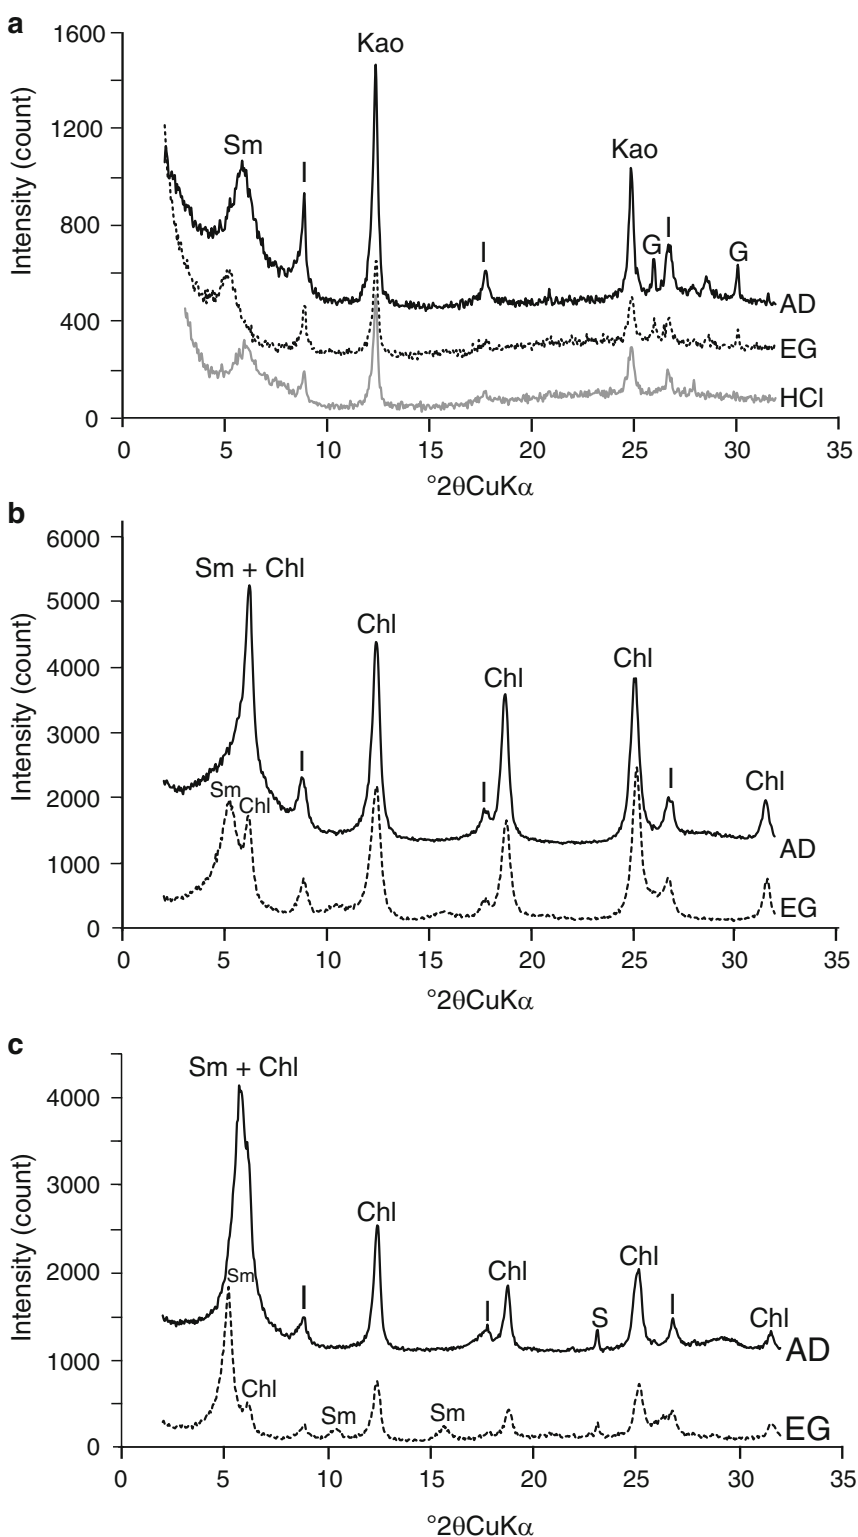 a
1600
1200
800
400
0
Intensity (count)
Sm
I
Kao
I
Kao
G
I
G
AD
EG
HCl
0 5 10 15 20 25 30 35
°2θCuKα
b
6000
5000
4000
3000
2000
1000
0
Intensity (count)
Sm + Chl
I
Chl
I
Chl
Chl
I
Chl
Sm
Chl
AD
EG
0 5 10 15 20 25 30 35
°2θCuKα
c
4000
3000
2000
1000
0
Intensity (count)
Sm + Chl
I
Chl
I
Chl
S
Chl
I
Chl
AD
Sm
Chl
Sm
Sm
EG
0 5 10 15 20 25 30 35
°2θCuKα